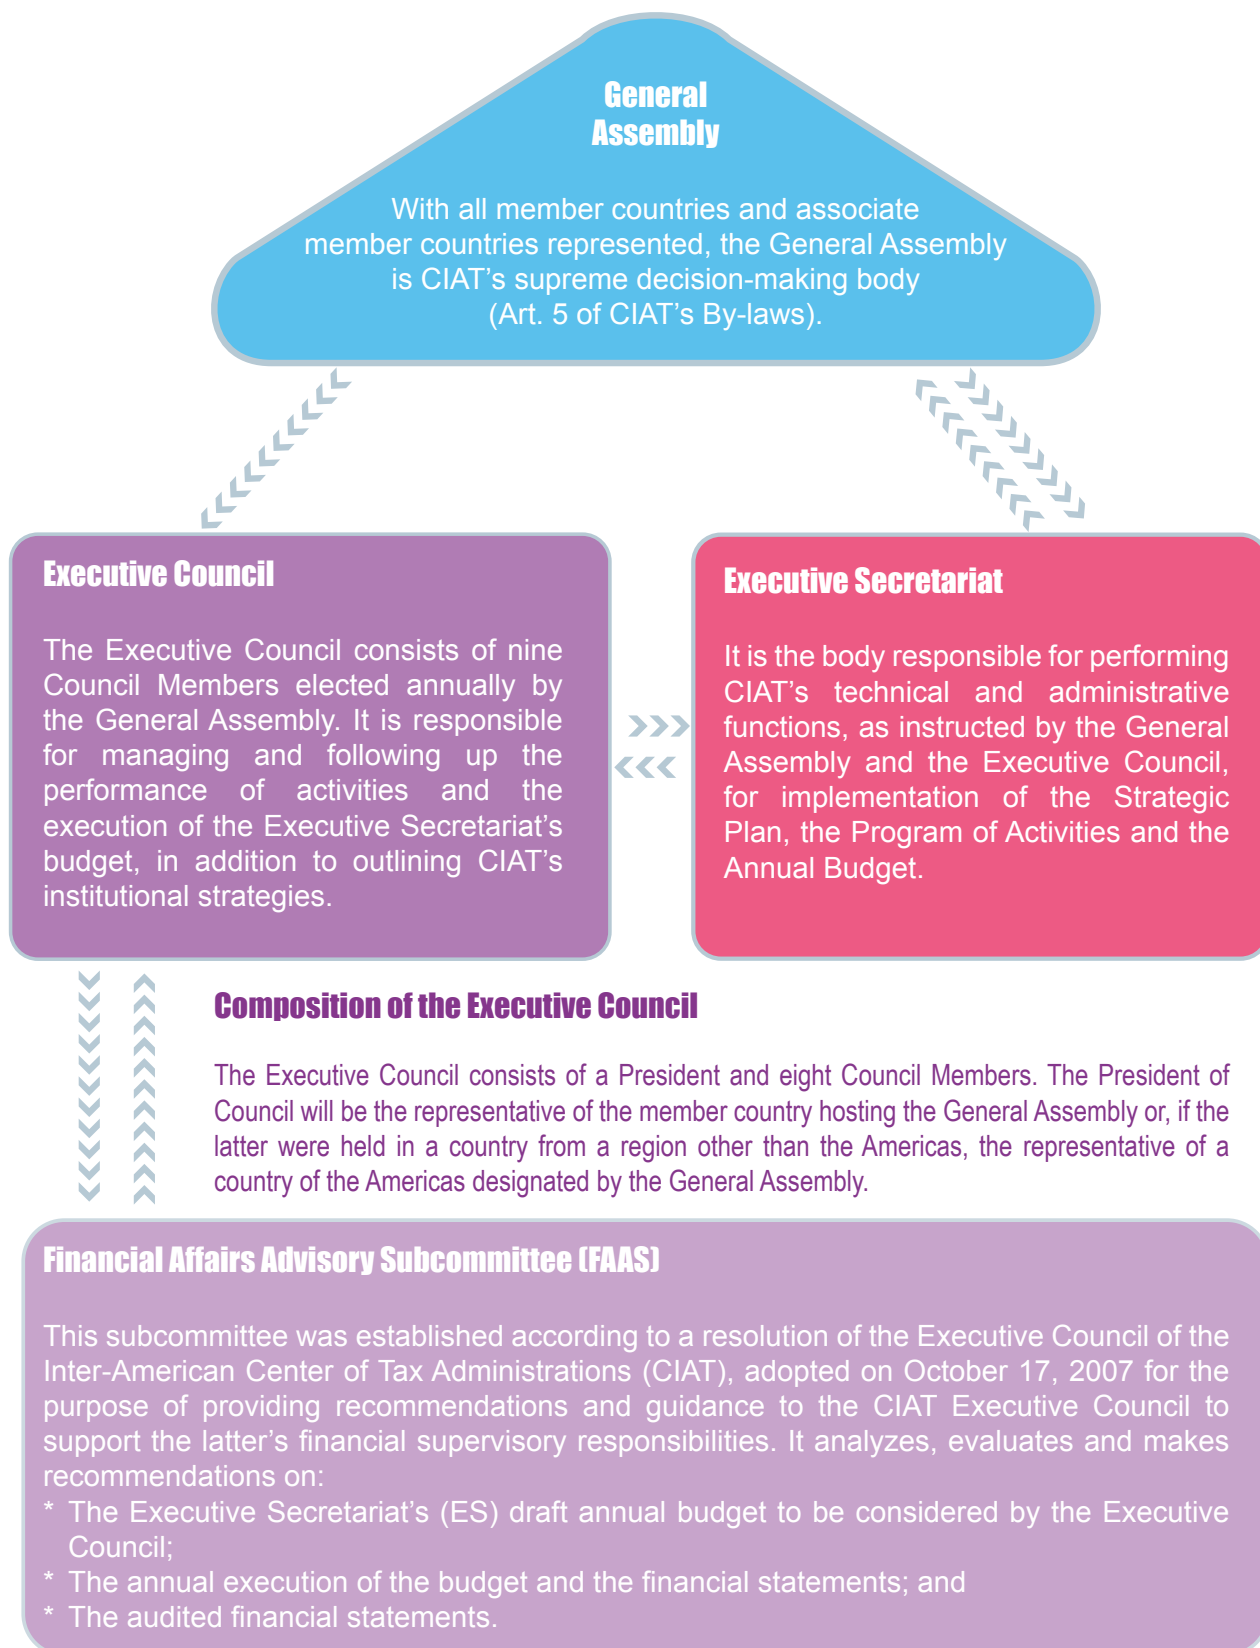 General
Assembly
With all member countries and associate
member countries represented, the General Assembly
is CIAT's supreme decision-making body
(Art. 5 of CIAT's By-laws).
Executive Council
The Executive Council consists of nine
Council Members elected annually by
the General Assembly. It is responsible
for managing and following up the
performance of activities and the
execution of the Executive Secretariat's
budget, in addition to outlining CIAT's
institutional strategies.
Executive Secretariat
It is the body responsible for performing
CIAT's technical and administrative
functions, as instructed by the General
Assembly and the Executive Council,
for implementation of the Strategic
Plan, the Program of Activities and the
Annual Budget.
Composition of the Executive Council
The Executive Council consists of a President and eight Council Members. The President of
Council will be the representative of the member country hosting the General Assembly or, if the
latter were held in a country from a region other than the Americas, the representative of a
country of the Americas designated by the General Assembly.
Financial Affairs Advisory Subcommittee (FAAS)
This subcommittee was established according to a resolution of the Executive Council of the
Inter-American Center of Tax Administrations (CIAT), adopted on October 17, 2007 for the
purpose of providing recommendations and guidance to the CIAT Executive Council to
support the latter's financial supervisory responsibilities. It analyzes, evaluates and makes
recommendations on:
* The Executive Secretariat's (ES) draft annual budget to be considered by the Executive
Council;
* The annual execution of the budget and the financial statements; and
* The audited financial statements.